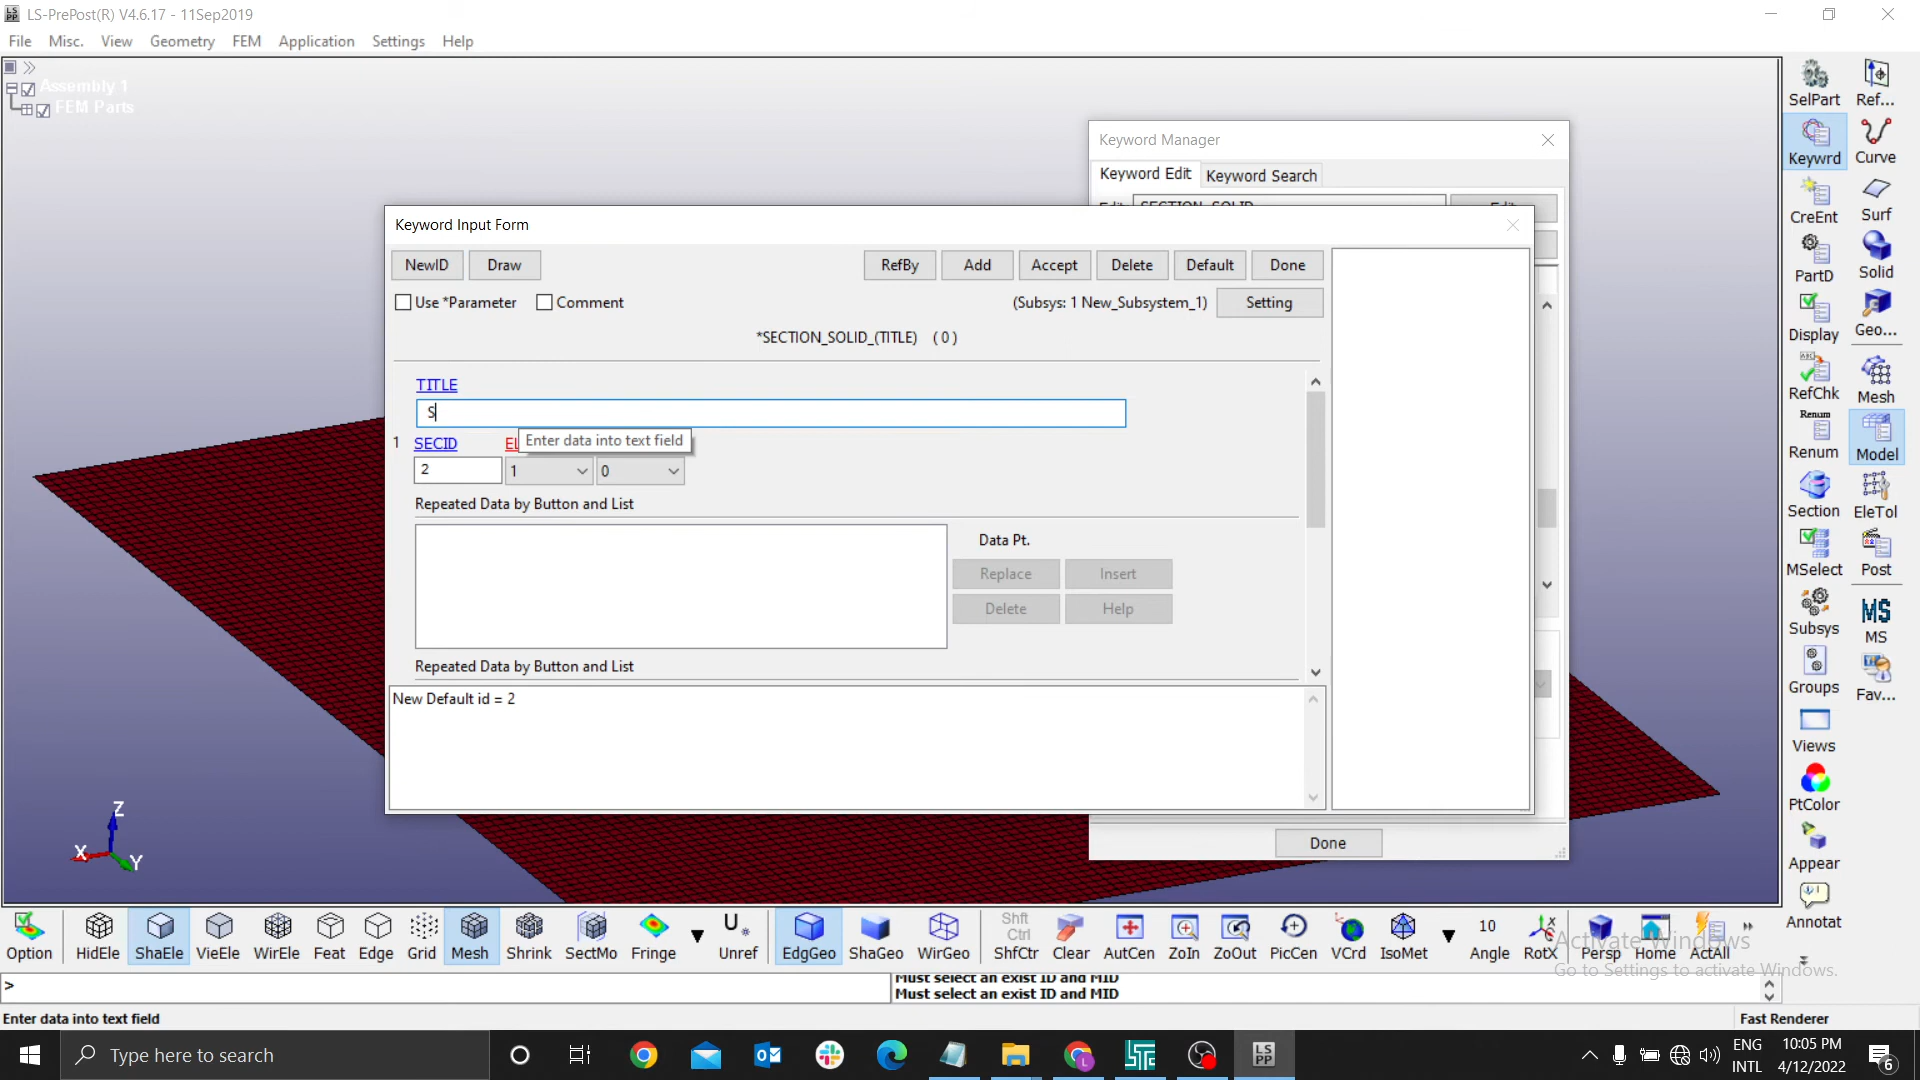 LS-PrePost(R) V4.6.17 - 11Sep2019
File Misc. View Geometry FEM Application Settings Help
Assembly 1
FEM Parts
Keyword Manager
Keyword Edit Keyword Search
Keyword Input Form
NewID Draw RefBy Add Accept Delete Default Done
Use *Parameter Comment (Subsys: 1 New_Subsystem_1) Setting
*SECTION_SOLID_(TITLE) (0)
TITLE
S
Enter data into text field
1 SECID EL
2 1 0
Repeated Data by Button and List
Data Pt.
Replace Insert
Delete Help
Repeated Data by Button and List
New Default id = 2
Done
Z
X
Y
SelPart Ref...
Keywrd Curve
CreEnt Surf
PartD Solid
Display Geo...
RefChk Mesh
Renum
Renum Model
Section EleTol
MSelect Post
MS
Subsys MS
Groups Fav...
Views
PtColor
Appear
Annotat
Shft
Ctrl
U
10
Option HidEle ShaEle VieEle WirEle Feat Edge Grid Mesh Shrink SectMo Fringe Unref EdgGeo ShaGeo WirGeo ShfCtr Clear AutCen ZoIn ZoOut PicCen VCrd IsoMet Angle RotX Persp Home ActAll
Activate Windows
Go to Settings to activate Windows.
>
Must select an exist ID and MID
Must select an exist ID and MID
Enter data into text field
Fast Renderer
Type here to search
LS
PP
ENG
INTL
10:05 PM
4/12/2022
6